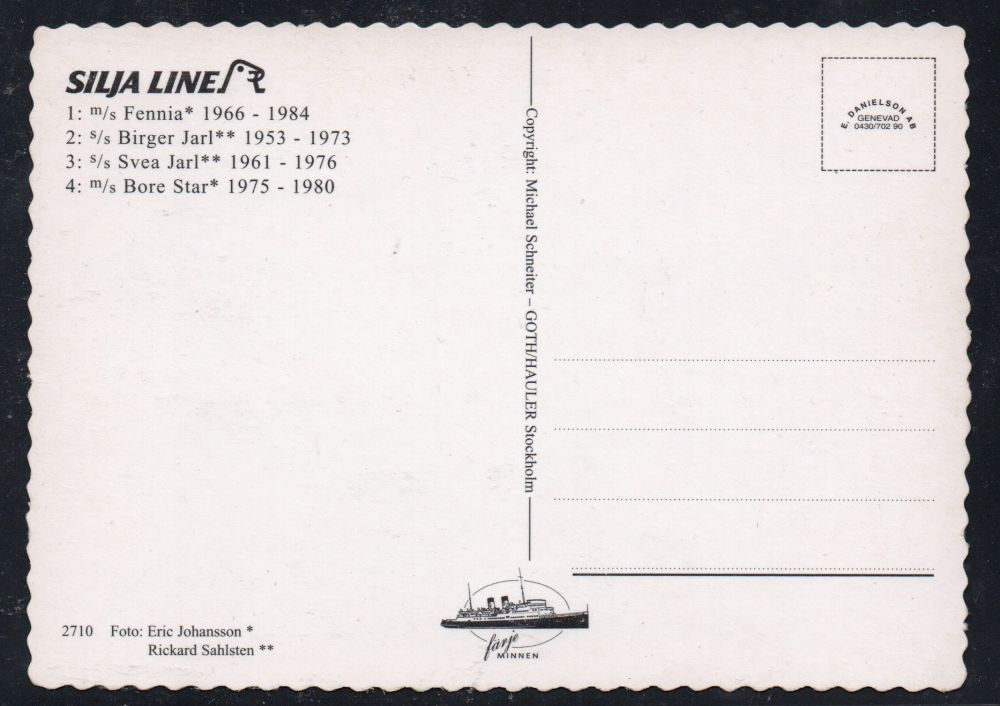 SILJA LINE
1: m/s Fennia* 1966 - 1984
2: s/s Birger Jarl** 1953 - 1973
3: s/s Svea Jarl** 1961 - 1976
4: m/s Bore Star* 1975 - 1980
2710 Foto: Eric Johansson *
Rickard Sahlsten **
Copyright: Michael Schneiter – GOTH/HAULER Stockholm
färje
MINNEN
E. DANIELSON AB
GENEVAD
0430/702 90